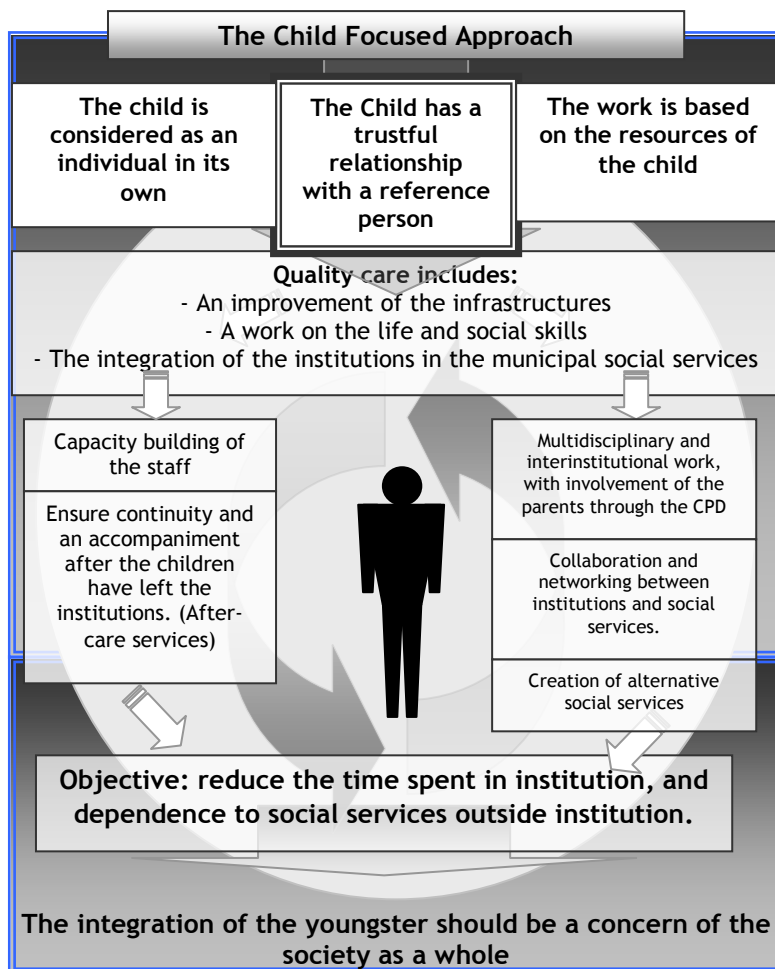 The Child Focused Approach
The child is
considered as an
individual in its
own
The Child has a
trustful
relationship
with a reference
person
The work is based
on the resources of
the child
Quality care includes:
- An improvement of the infrastructures
- A work on the life and social skills
- The integration of the institutions in the municipal social services
Capacity building of
the staff
Ensure continuity and
an accompaniment
after the children
have left the
institutions. (After-
care services)
Multidisciplinary and
interinstitutional work,
with involvement of the
parents through the CPD
Collaboration and
networking between
institutions and social
services.
Creation of alternative
social services
Objective: reduce the time spent in institution, and
dependence to social services outside institution.
The integration of the youngster should be a concern of the
society as a whole